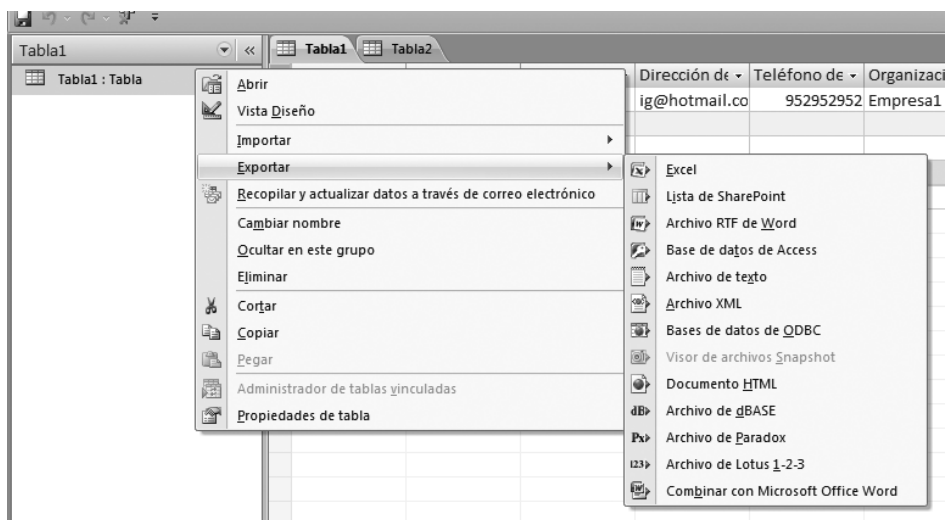 Tabla1
Tabla1
Tabla2
Tabla1 : Tabla
Dirección de
Teléfono de
Organizaci
ig@hotmail.co
952952952
Empresa1
Abrir
Vista Diseño
Importar
Exportar
Recopilar y actualizar datos a través de correo electrónico
Cambiar nombre
Ocultar en este grupo
Eliminar
Cortar
Copiar
Pegar
Administrador de tablas vinculadas
Propiedades de tabla
Excel
Lista de SharePoint
Archivo RTF de Word
Base de datos de Access
Archivo de texto
Archivo XML
Bases de datos de ODBC
Visor de archivos Snapshot
Documento HTML
dB Archivo de dBASE
Px Archivo de Paradox
123 Archivo de Lotus 1-2-3
Combinar con Microsoft Office Word